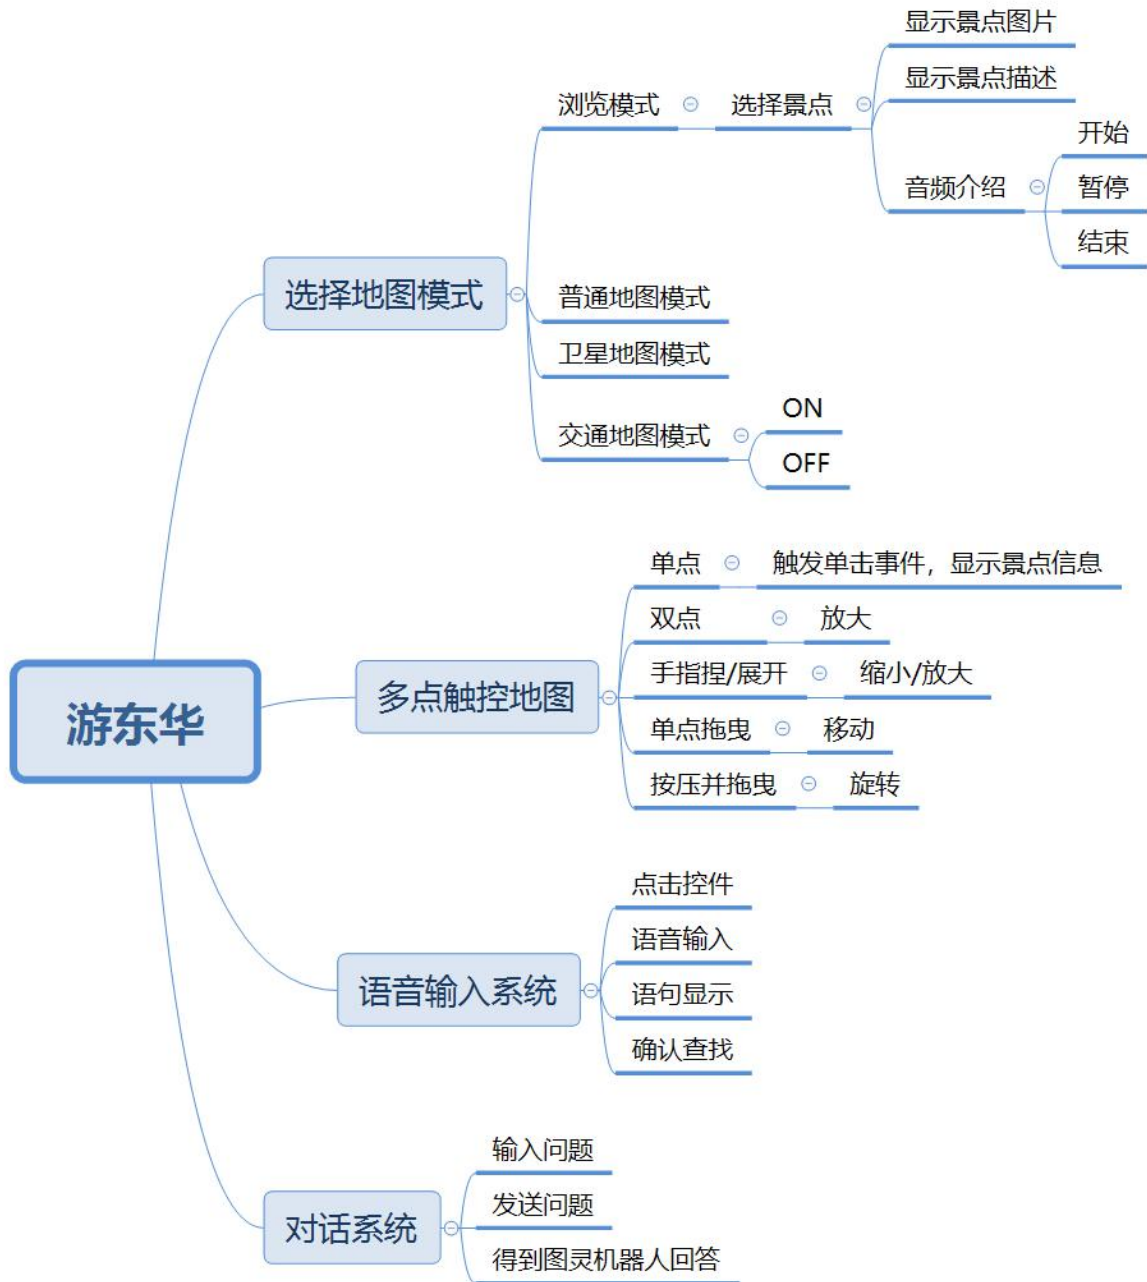 游东华
选择地图模式
浏览模式
选择景点
显示景点图片
显示景点描述
音频介绍
开始
暂停
结束
普通地图模式
卫星地图模式
交通地图模式
ON
OFF
多点触控地图
单点
触发单击事件，显示景点信息
双点
放大
手指捏/展开
缩小/放大
单点拖曳
移动
按压并拖曳
旋转
语音输入系统
点击控件
语音输入
语句显示
确认查找
对话系统
输入问题
发送问题
得到图灵机器人回答